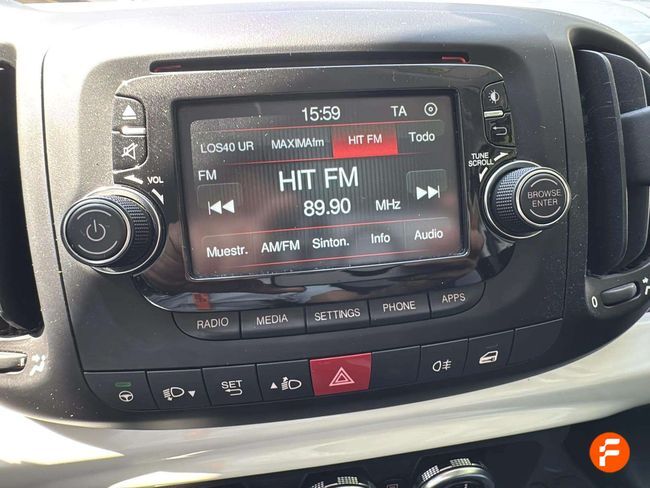 15:59 TA
LOS40 UR MAXIMAfm HIT FM Todo
FM
HIT FM
89.90 MHz
Muestr. AM/FM Sinton. Info Audio
VOL
TUNE
SCROLL
BROWSE
ENTER
RADIO MEDIA SETTINGS PHONE APPS
SET
0
F